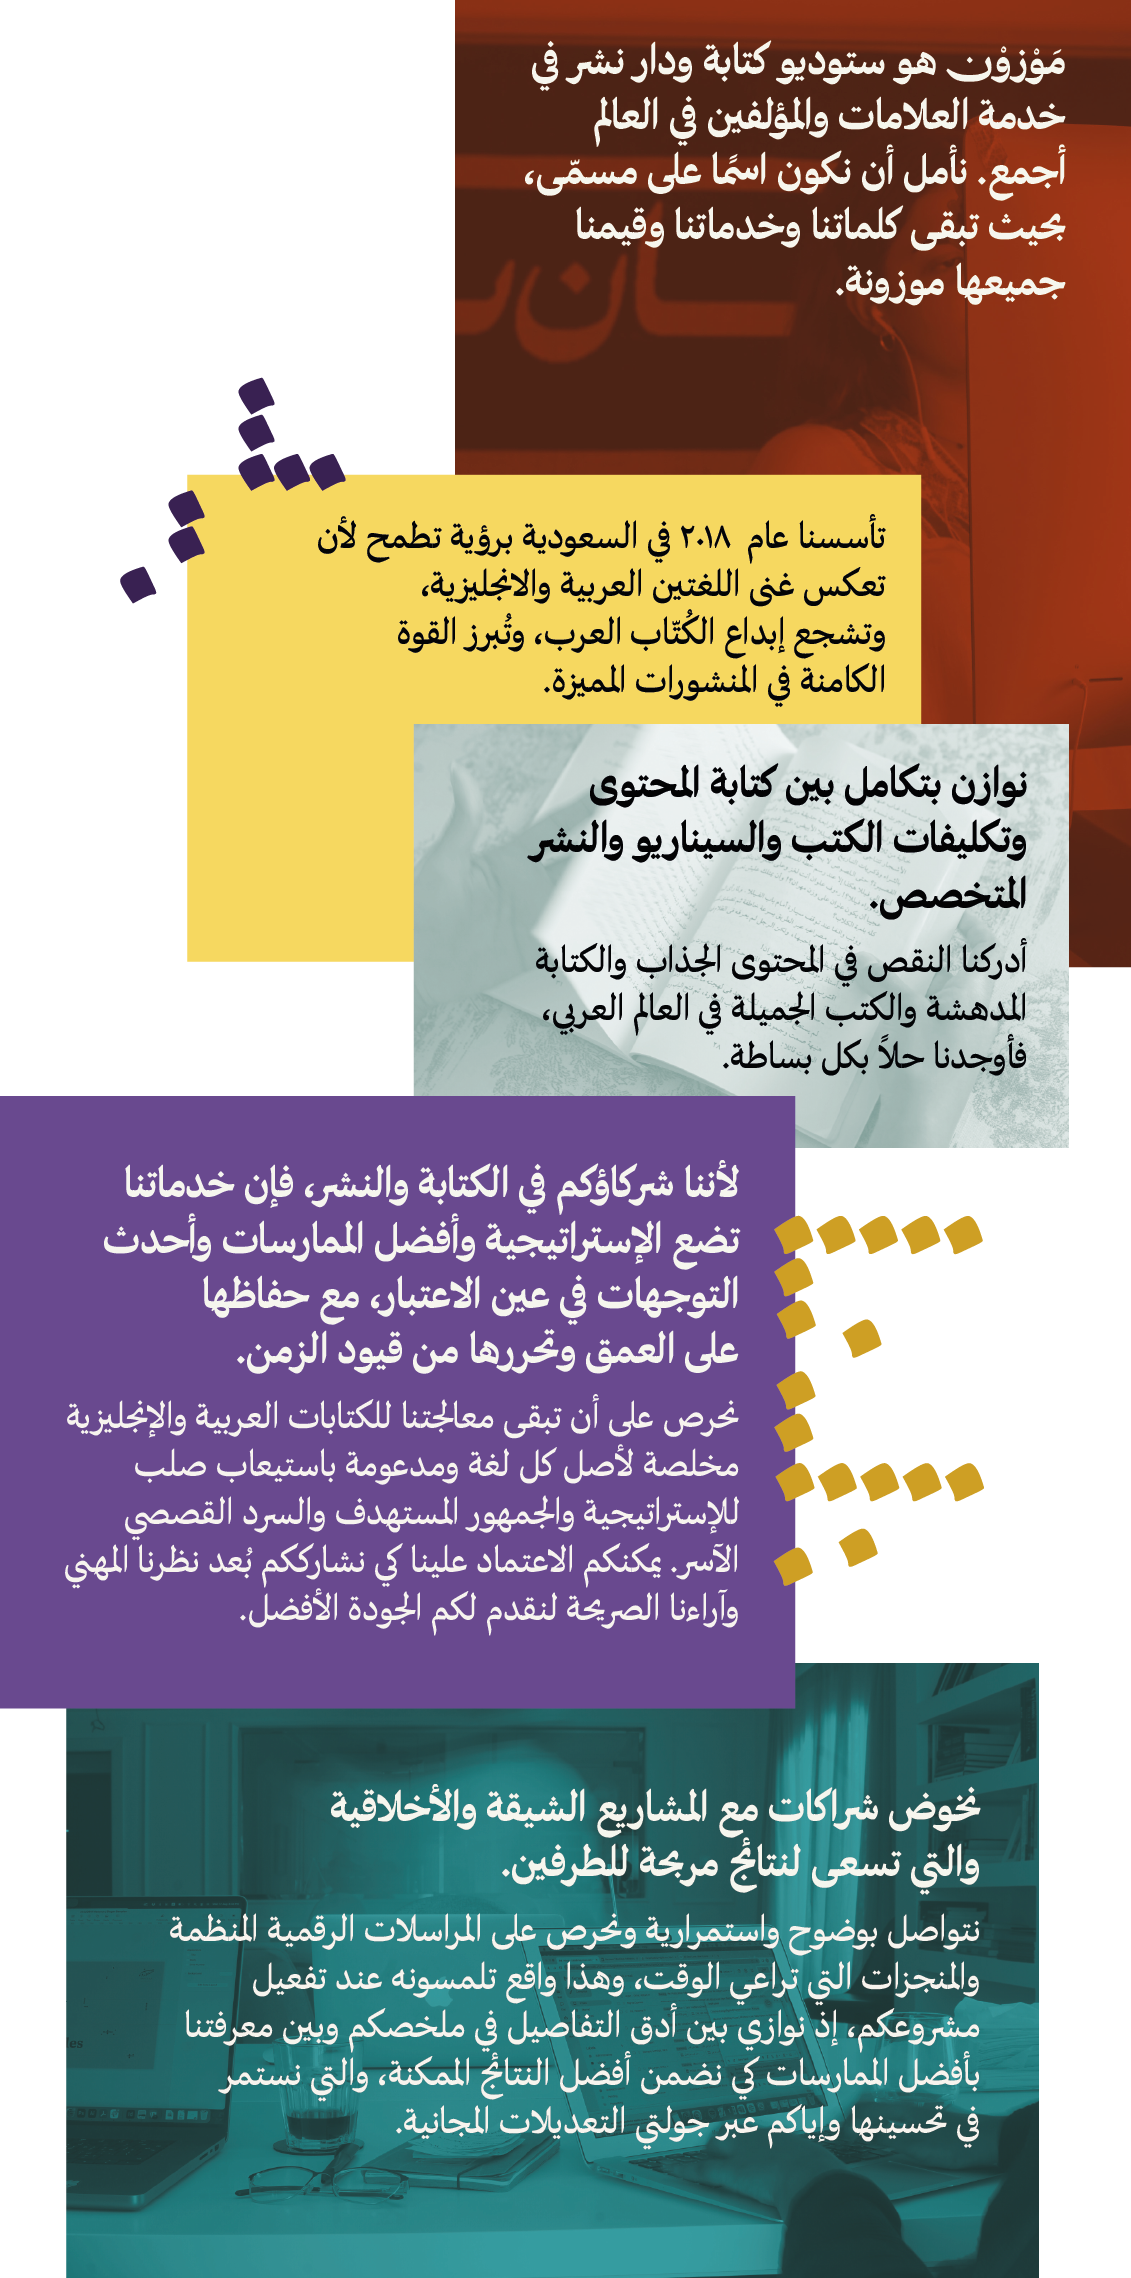 مَوْزوْن هو ستوديو كتابة ودار نشر في
خدمة العلامات والمؤلفين في العالم
أجمع. نأمل أن نكون اسمًا على مسمّى،
بحيث تبقى كلماتنا وخدماتنا وقيمنا
جميعها موزونة.
تأسسنا عام ٢٠١٨ في السعودية برؤية تطمح لأن
تعكس غنى اللغتين العربية والانجليزية،
وتشجع إبداع الكُتّاب العرب، وتُبرز القوة
الكامنة في المنشورات المميزة.
نوازن بتكامل بين كتابة المحتوى
وتكليفات الكتب والسيناريو والنشر
المتخصص.
أدركنا النقص في المحتوى الجذاب والكتابة
المدهشة والكتب الجميلة في العالم العربي،
فأوجدنا حلاً بكل بساطة.
لأننا شركاؤكم في الكتابة والنشر، فإن خدماتنا
تضع الإستراتيجية وأفضل الممارسات وأحدث
التوجهات في عين الاعتبار، مع حفاظها
على العمق وتحررها من قيود الزمن.
نحرص على أن تبقى معالجتنا للكتابات العربية والإنجليزية
مخلصة لأصل كل لغة ومدعومة باستيعاب صلب
للإستراتيجية والجمهور المستهدف والسرد القصصي
الآسر. يمكنكم الاعتماد علينا كي نشارككم بُعد نظرنا المهني
وآراءنا الصريحة لنقدم لكم الجودة الأفضل.
نخوض شراكات مع المشاريع الشيقة والأخلاقية
والتي تسعى لنتائج مربحة للطرفين.
نتواصل بوضوح واستمرارية ونحرص على المراسلات الرقمية المنظمة
والمنجزات التي تراعي الوقت، وهذا واقع تلمسونه عند تفعيل
مشروعكم، إذ نوازي بين أدق التفاصيل في ملخصكم وبين معرفتنا
بأفضل الممارسات كي نضمن أفضل النتائج الممكنة، والتي نستمر
في تحسينها وإياكم عبر جولتي التعديلات المجانية.